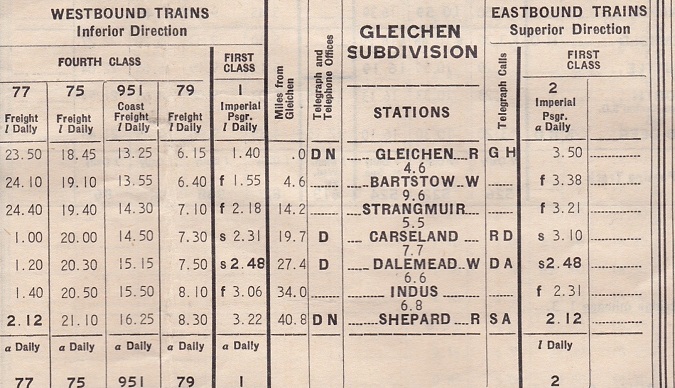 WESTBOUND TRAINS
Inferior Direction
FOURTH CLASS
FIRST CLASS
Miles from Gleichen
Telegraph and Telephone Offices
GLEICHEN
SUBDIVISION
STATIONS
Telegraph Calls
EASTBOUND TRAINS
Superior Direction
FIRST CLASS
77 75 951 79 1 2
Freight l Daily
Freight l Daily
Coast Freight l Daily
Freight l Daily
Imperial Psgr. l Daily
Imperial Psgr. a Daily
23.50 18.45 13.25 6.15 1.40 .0 D N ..... GLEICHEN....R G H 3.50
4.6
24.10 19.10 13.55 6.40 f 1.55 4.6 ..... BARTSTOW..W f 3.38
9.6
24.40 19.40 14.30 7.10 f 2.18 14.2 ..... STRANGMUIR..... f 3.21
5.5
1.00 20.00 14.50 7.30 s 2.31 19.7 D ..... CARSELAND ..... R D s 3.10
7.7
1.20 20.30 15.15 7.50 s2.48 27.4 D ..... DALEMEAD..W D A s2.48
6.6
1.40 20.50 15.50 8.10 f 3.06 34.0 ..... INDUS ..... f 2.31
6.8
2.12 21.10 16.25 8.30 3.22 40.8 D N .....SHEPARD ...R S A 2.12
a Daily a Daily a Daily a Daily a Daily l Daily
77 75 951 79 1 2